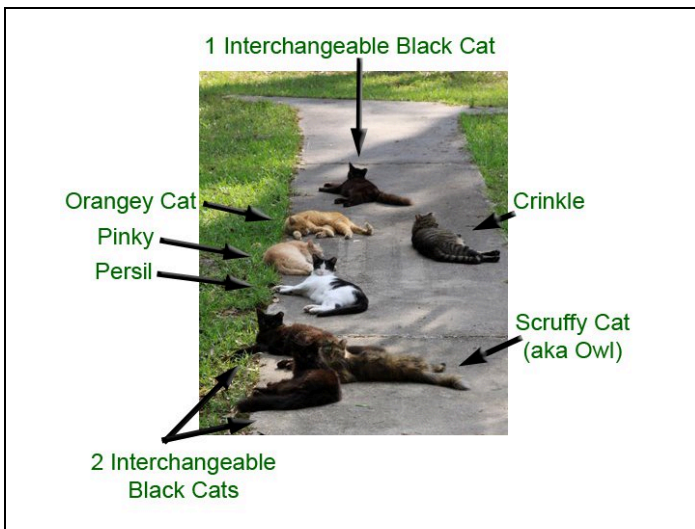 1 Interchangeable Black Cat
Orangey Cat
Crinkle
Pinky
Persil
Scruffy Cat
(aka Owl)
2 Interchangeable
Black Cats